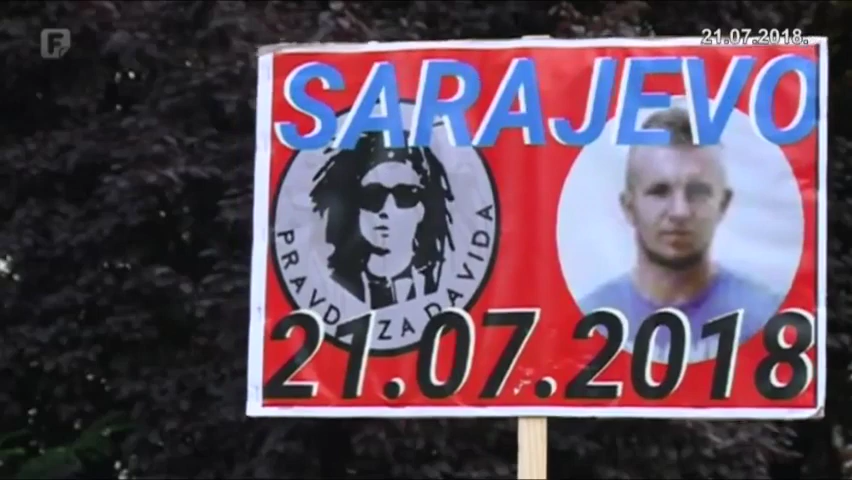 F
21.07.2018.
SARAJEVO
PRAVDA ZA DAVIDA
21.07.2018